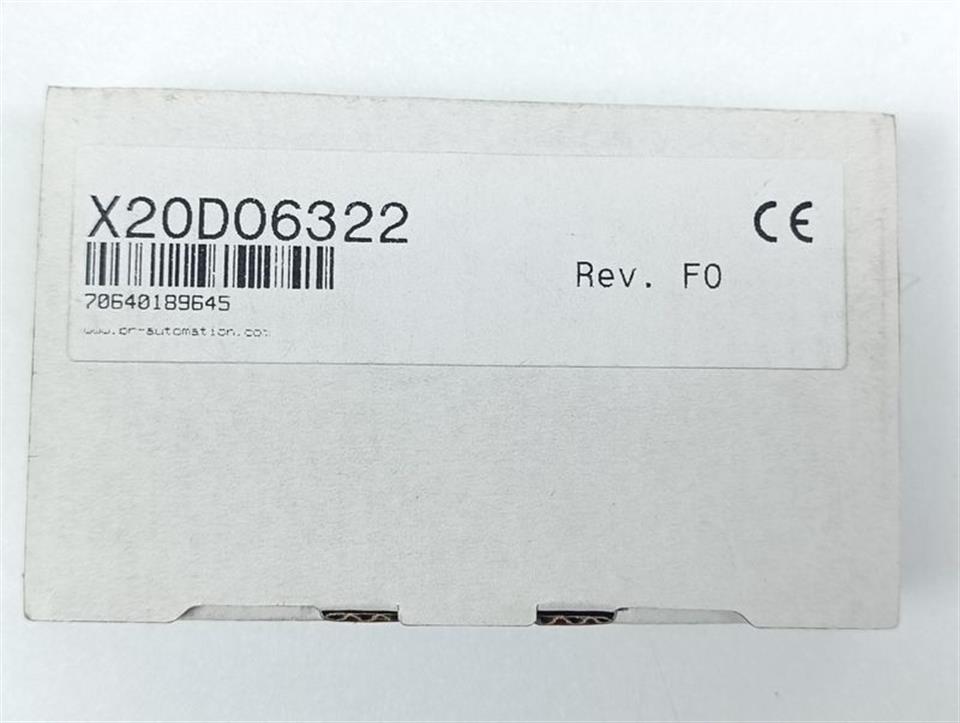 X20DO6322
CE
Rev. F0
70640189645
www.br-automation.com